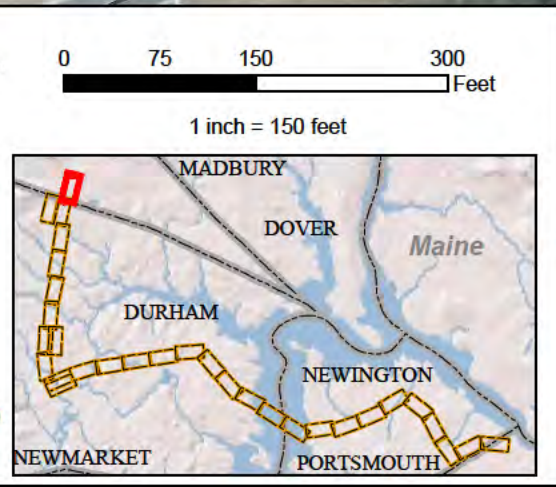 0 75 150 300
Feet
1 inch = 150 feet
MADBURY
DOVER
Maine
DURHAM
NEWINGTON
NEWMARKET
PORTSMOUTH